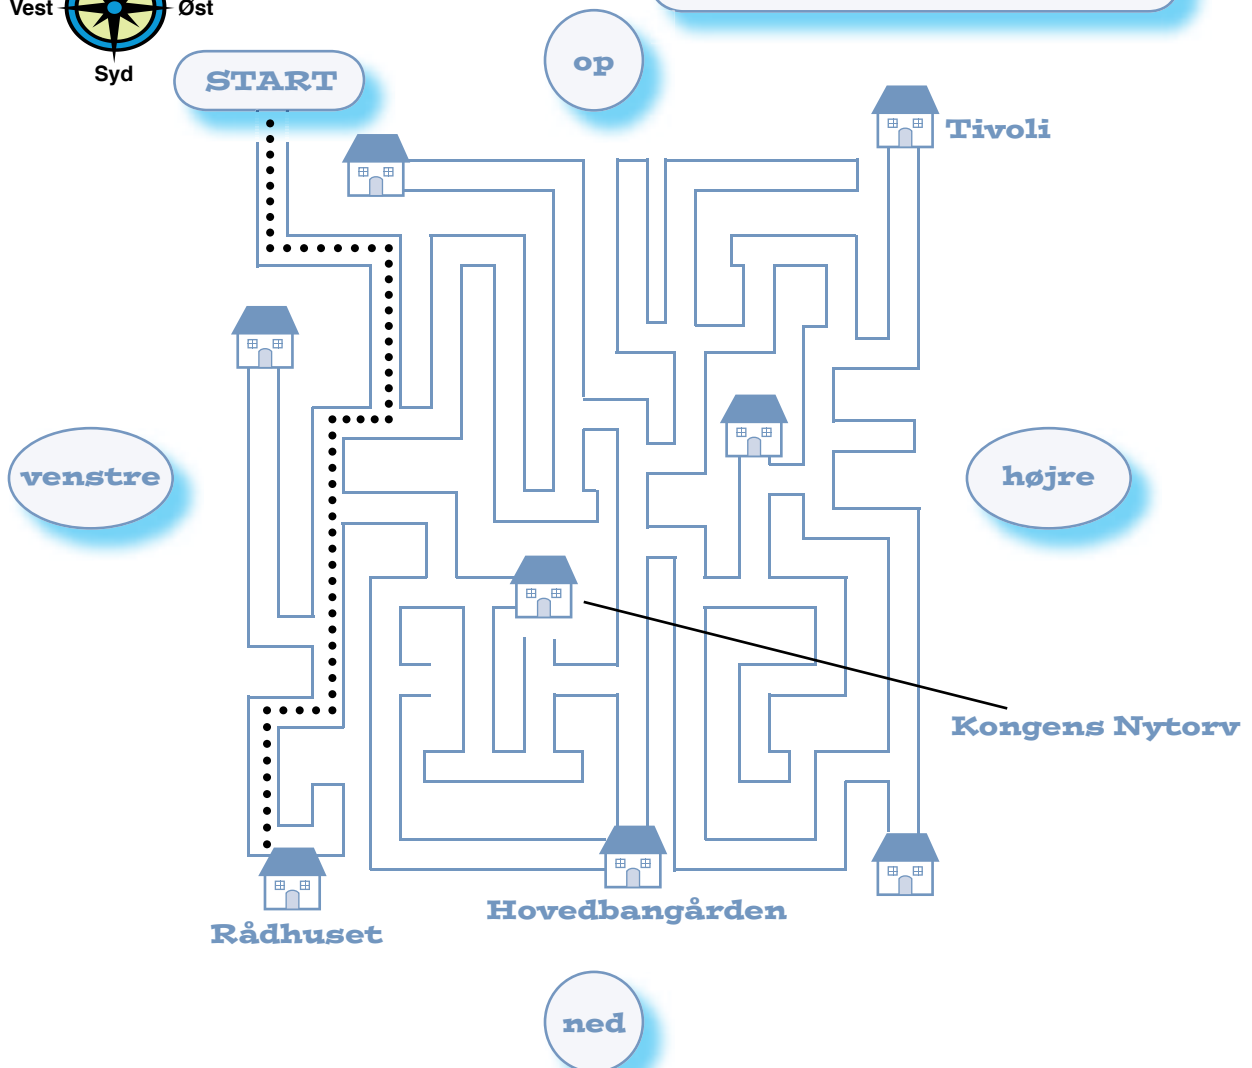 Vest
Øst
Syd
START
op
Tivoli
venstre
højre
Kongens Nytorv
Hovedbangården
Rådhuset
ned